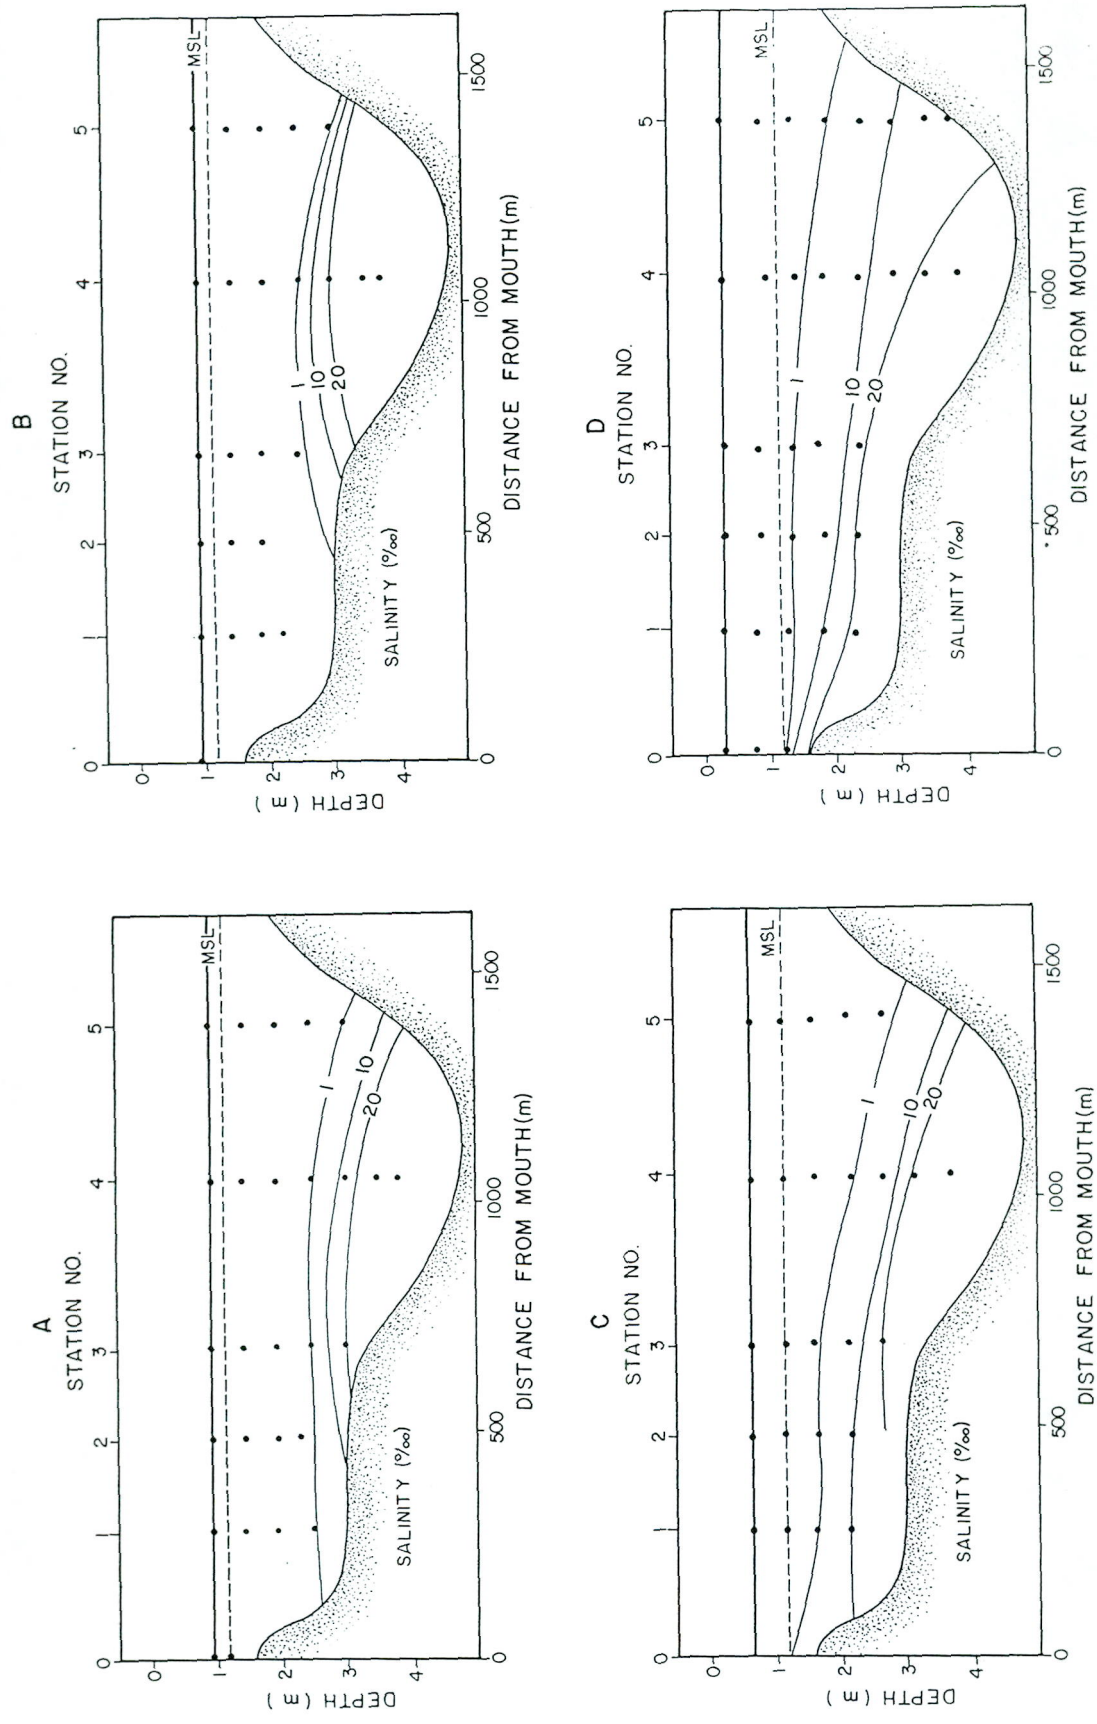 A
STATION NO.
0 1 2 3 4 5
MSL
0
1
2
3
4
DEPTH (m)
1
10
20
SALINITY (‰)
0 500 1000 1500
DISTANCE FROM MOUTH(m)
B
STATION NO.
0 1 2 3 4 5
MSL
0
1
2
3
4
DEPTH (m)
1
10
20
SALINITY (‰)
0 500 1000 1500
DISTANCE FROM MOUTH(m)
C
STATION NO.
0 1 2 3 4 5
MSL
0
1
2
3
4
DEPTH (m)
1
10
20
SALINITY (‰)
0 500 1000 1500
DISTANCE FROM MOUTH(m)
D
STATION NO.
0 1 2 3 4 5
MSL
0
1
2
3
4
DEPTH (m)
1
10
20
SALINITY (‰)
0 500 1000 1500
DISTANCE FROM MOUTH(m)